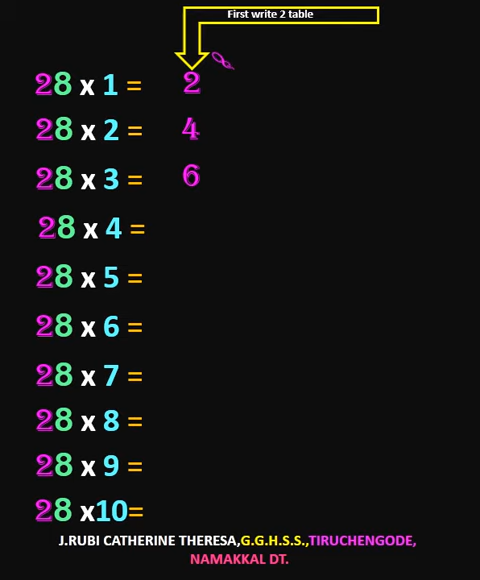 First write 2 table
28 x 1 = 2
28 x 2 = 4
28 x 3 = 6
28 x 4 =
28 x 5 =
28 x 6 =
28 x 7 =
28 x 8 =
28 x 9 =
28 x10=
J.RUBI CATHERINE THERESA,G.G.H.S.S.,TIRUCHENGODE,
NAMAKKAL DT.